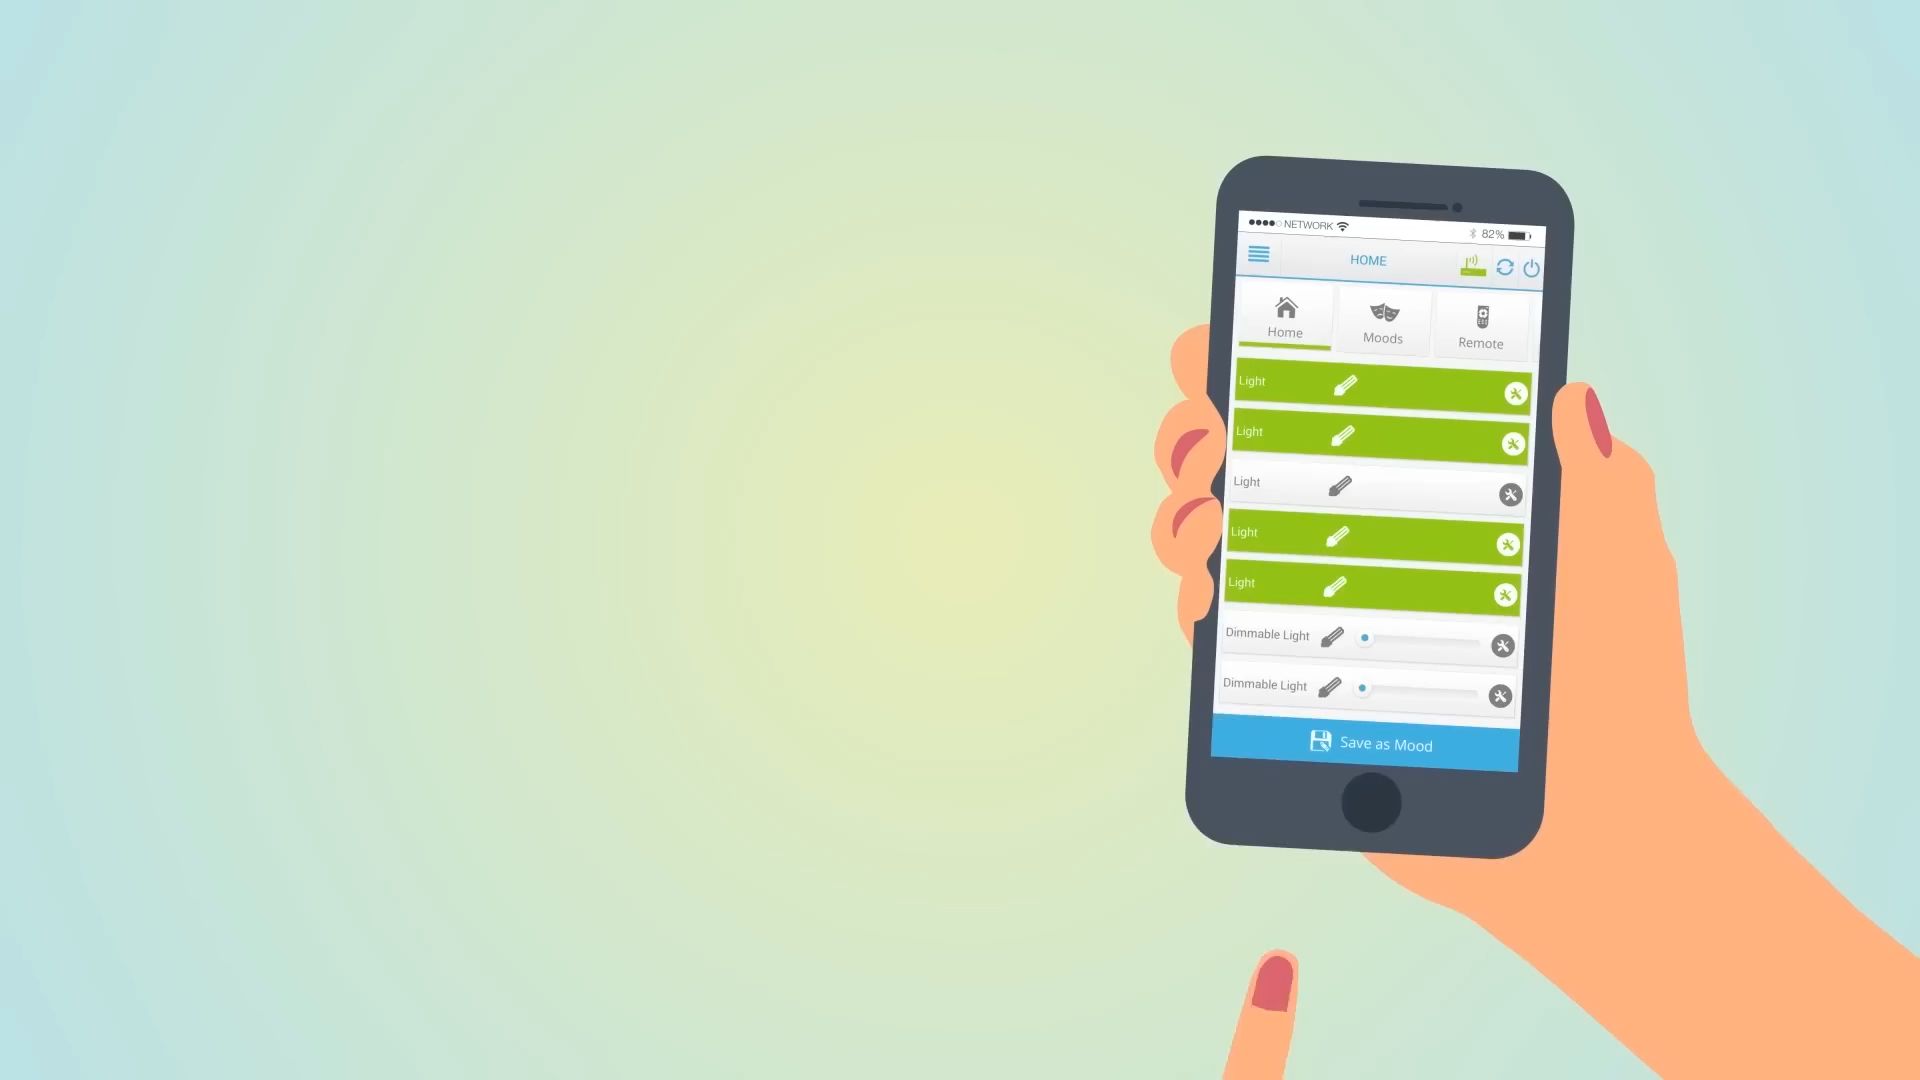 NETWORK 82%
HOME
Home Moods Remote
Light
Light
Light
Light
Light
Dimmable Light
Dimmable Light
Save as Mood